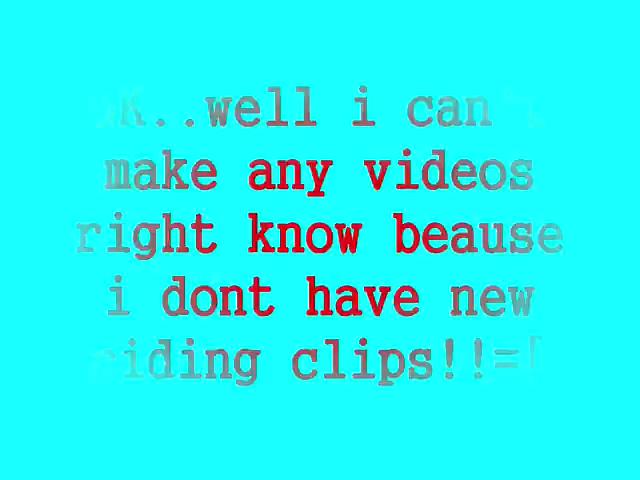 oK..well i can't
make any videos
right know beause
i dont have new
riding clips!!=[